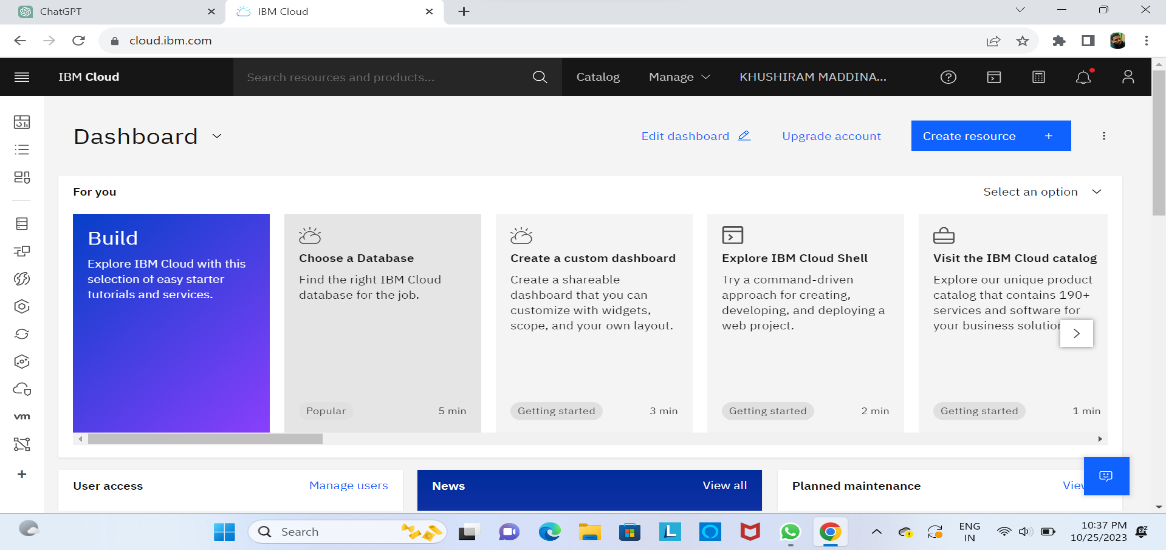 ChatGPT
IBM Cloud
cloud.ibm.com
IBM Cloud
Search resources and products...
Catalog
Manage
KHUSHIRAM MADDINA...
Dashboard
Edit dashboard
Upgrade account
Create resource +
For you
Select an option
Build
Explore IBM Cloud with this
selection of easy starter
tutorials and services.
Choose a Database
Find the right IBM Cloud
database for the job.
Popular
5 min
Create a custom dashboard
Create a shareable
dashboard that you can
customize with widgets,
scope, and your own layout.
Getting started
3 min
Explore IBM Cloud Shell
Try a command-driven
approach for creating,
developing, and deploying a
web project.
Getting started
2 min
Visit the IBM Cloud catalog
Explore our unique product
catalog that contains 190+
services and software for
your business solution
Getting started
1 min
vm
User access
Manage users
News
View all
Planned maintenance
View
Search
L
ENG
IN
10:37 PM
10/25/2023